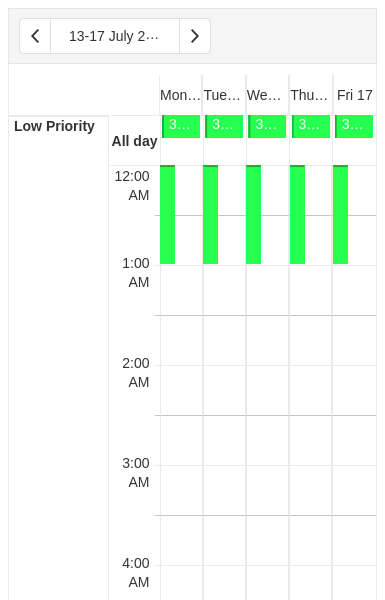 13-17 July 2···
Mon… Tue… We… Thu… Fri 17
Low Priority
3… 3… 3… 3… 3…
All day
12:00
AM
1:00
AM
2:00
AM
3:00
AM
4:00
AM